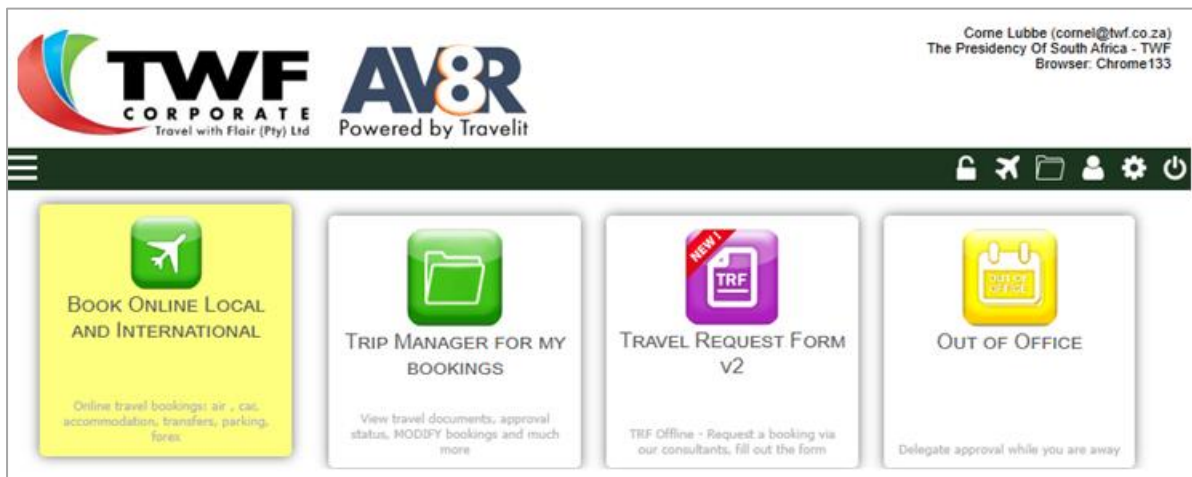 TWF
CORPORATE
Travel with Flair (Pty) Ltd
AV8R
Powered by Travelit
Corne Lubbe (cornel@twf.co.za)
The Presidency Of South Africa - TWF
Browser: Chrome133
BOOK ONLINE LOCAL
AND INTERNATIONAL
Online travel bookings: air , car,
accommodation, transfers, parking,
forex
TRIP MANAGER FOR MY
BOOKINGS
View travel documents, approval
status, MODIFY bookings and much
more
NEW!
TRF
TRAVEL REQUEST FORM
V2
TRF Offline - Request a booking via
our consultants, fill out the form
OUT OF
OFFICE
OUT OF OFFICE
Delegate approval while you are away